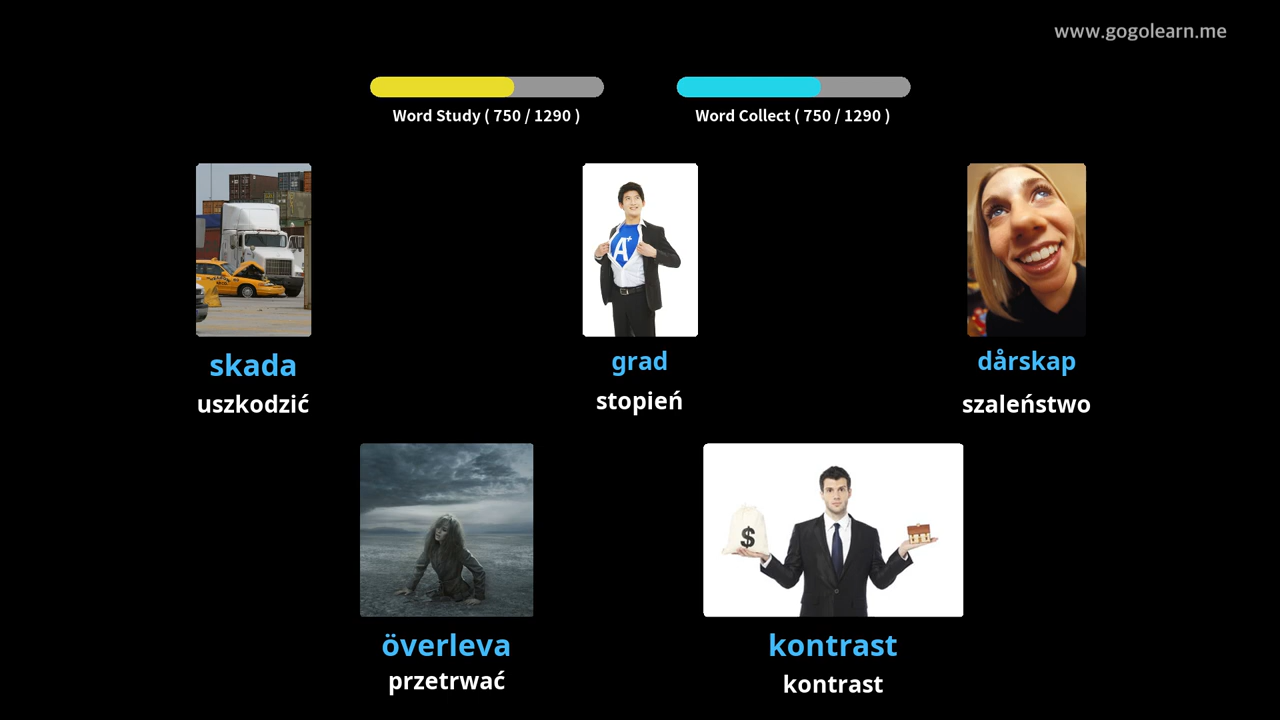 www.gogolearn.me
Word Study ( 750 / 1290 )
Word Collect ( 750 / 1290 )
A+
skada
uszkodzić
grad
stopień
dårskap
szaleństwo
$
överleva
przetrwać
kontrast
kontrast